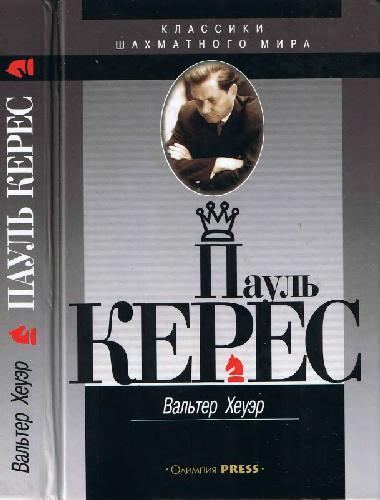 КЛАССИКИ
ШАХМАТНОГО МИРА
Пауль
КЕРЕС
Вальтер Хеуэр
·Олимпия PRESS·
Вальтер Хеуэр ПАУЛЬ КЕРЕС